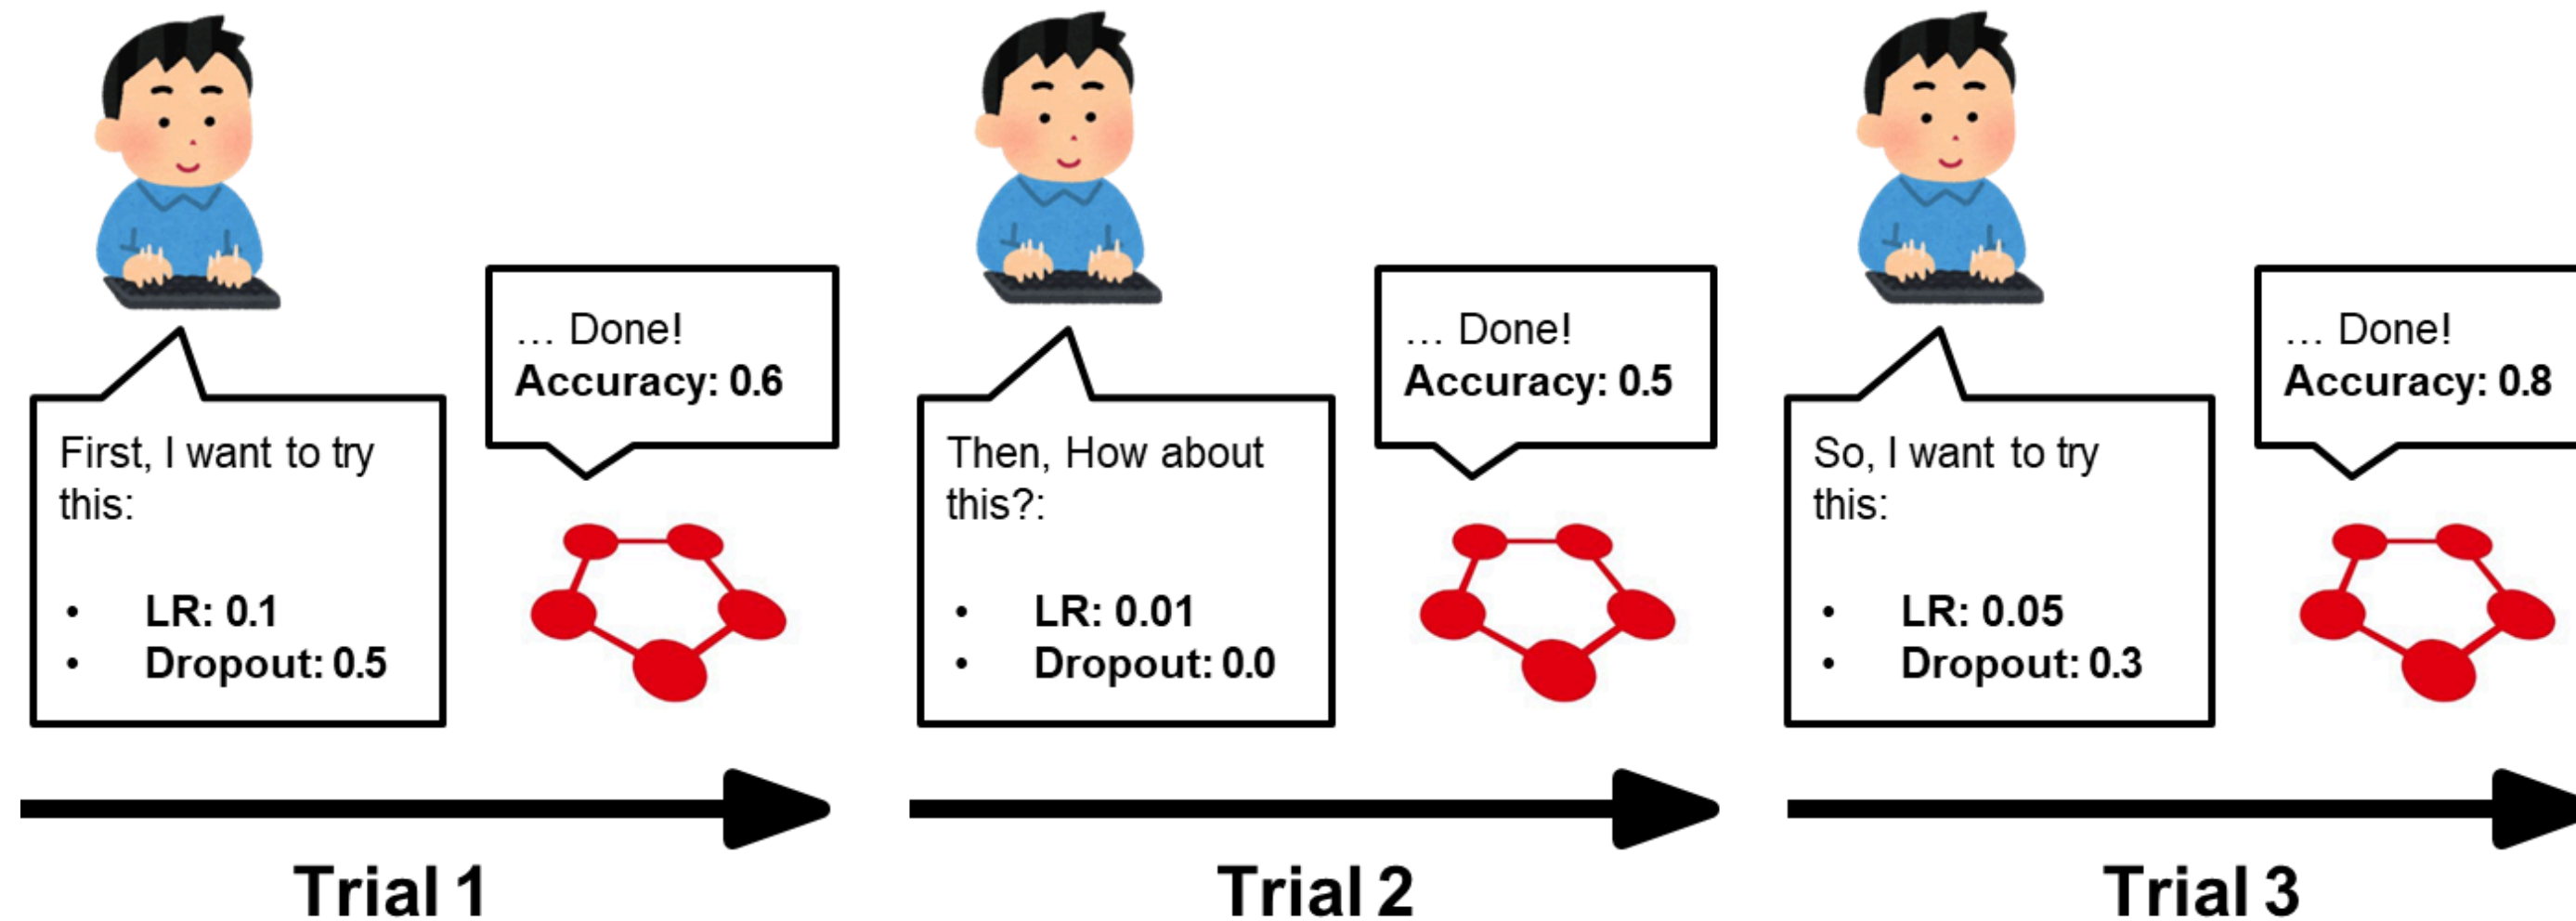 First, I want to try
this:
• LR: 0.1
• Dropout: 0.5
… Done!
Accuracy: 0.6
Trial 1
Then, How about
this?:
• LR: 0.01
• Dropout: 0.0
… Done!
Accuracy: 0.5
Trial 2
So, I want to try
this:
• LR: 0.05
• Dropout: 0.3
… Done!
Accuracy: 0.8
Trial 3